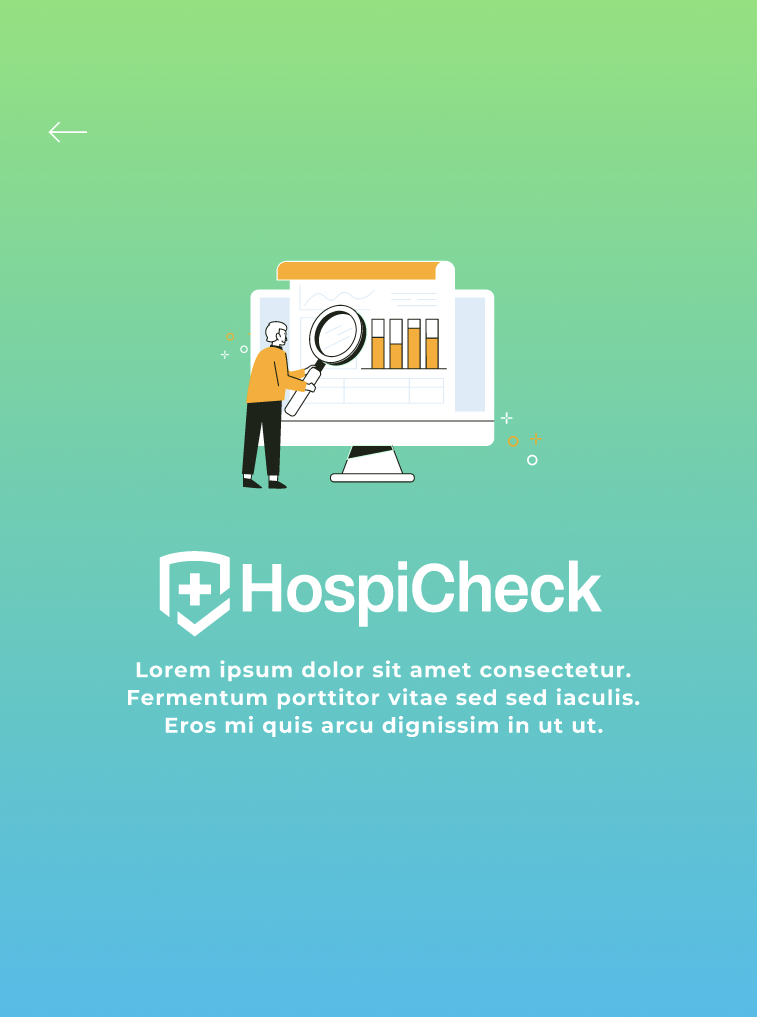 HospiCheck
Lorem ipsum dolor sit amet consectetur.
Fermentum porttitor vitae sed sed iaculis.
Eros mi quis arcu dignissim in ut ut.